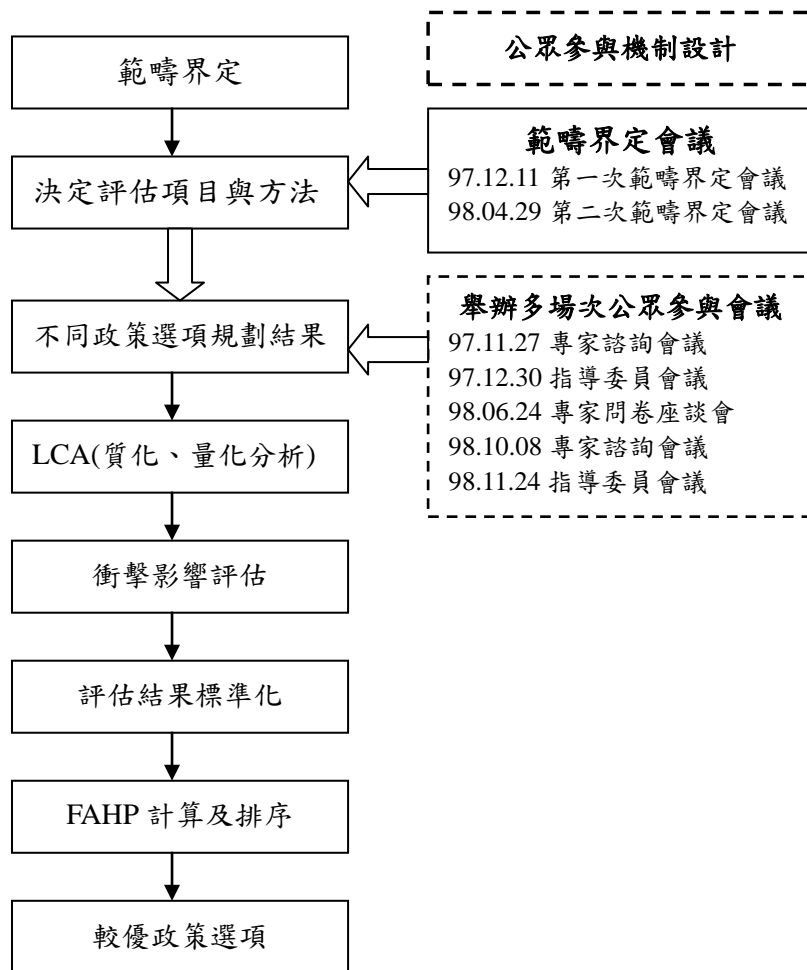 範疇界定
決定評估項目與方法
不同政策選項規劃結果
LCA(質化、量化分析)
衝擊影響評估
評估結果標準化
FAHP 計算及排序
較優政策選項
公眾參與機制設計
範疇界定會議
97.12.11 第一次範疇界定會議
98.04.29 第二次範疇界定會議
舉辦多場次公眾參與會議
97.11.27 專家諮詢會議
97.12.30 指導委員會議
98.06.24 專家問卷座談會
98.10.08 專家諮詢會議
98.11.24 指導委員會議